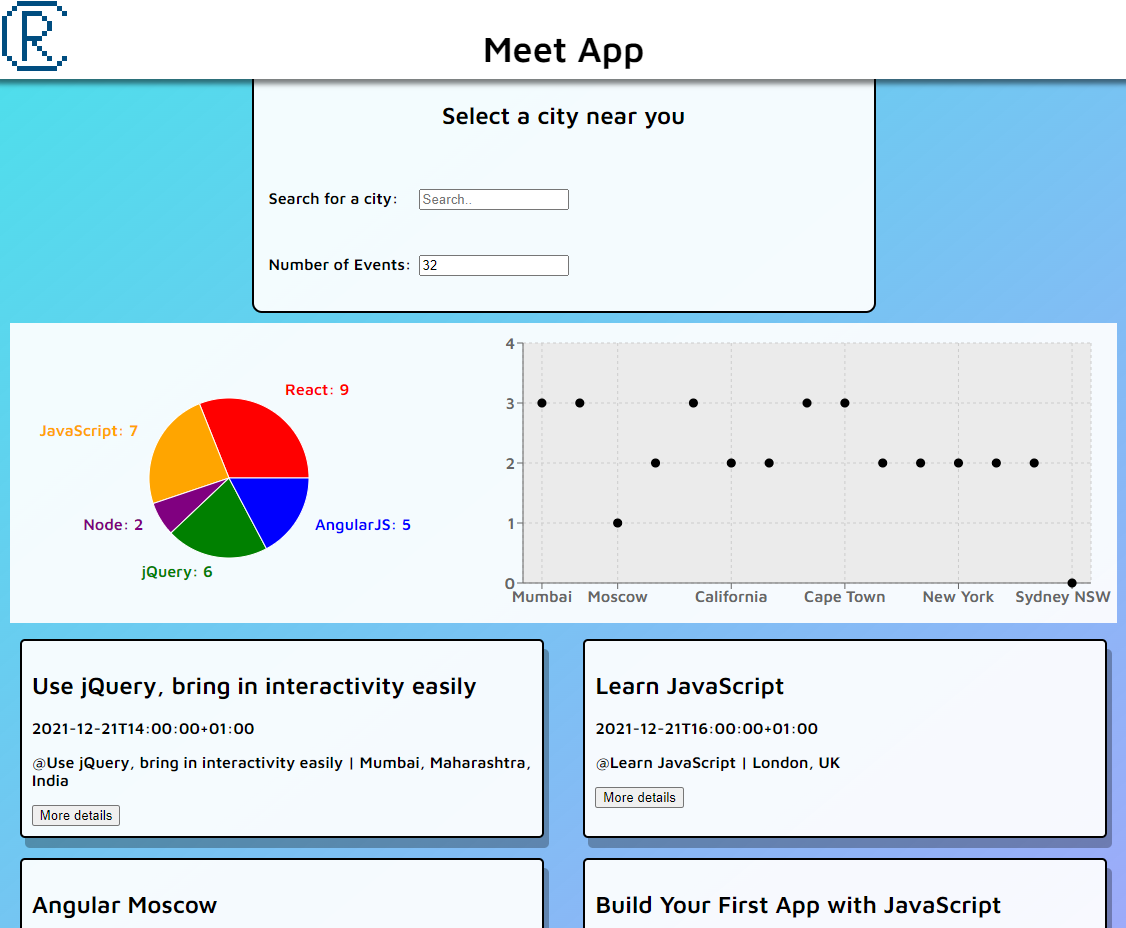 R
Meet App
Select a city near you
Search for a city: Search..
Number of Events: 32
React: 9
JavaScript: 7
Node: 2
AngularJS: 5
jQuery: 6
4
3
2
1
0
Mumbai Moscow California Cape Town New York Sydney NSW
Use jQuery, bring in interactivity easily
2021-12-21T14:00:00+01:00
@Use jQuery, bring in interactivity easily | Mumbai, Maharashtra,
India
More details
Learn JavaScript
2021-12-21T16:00:00+01:00
@Learn JavaScript | London, UK
More details
Angular Moscow
Build Your First App with JavaScript